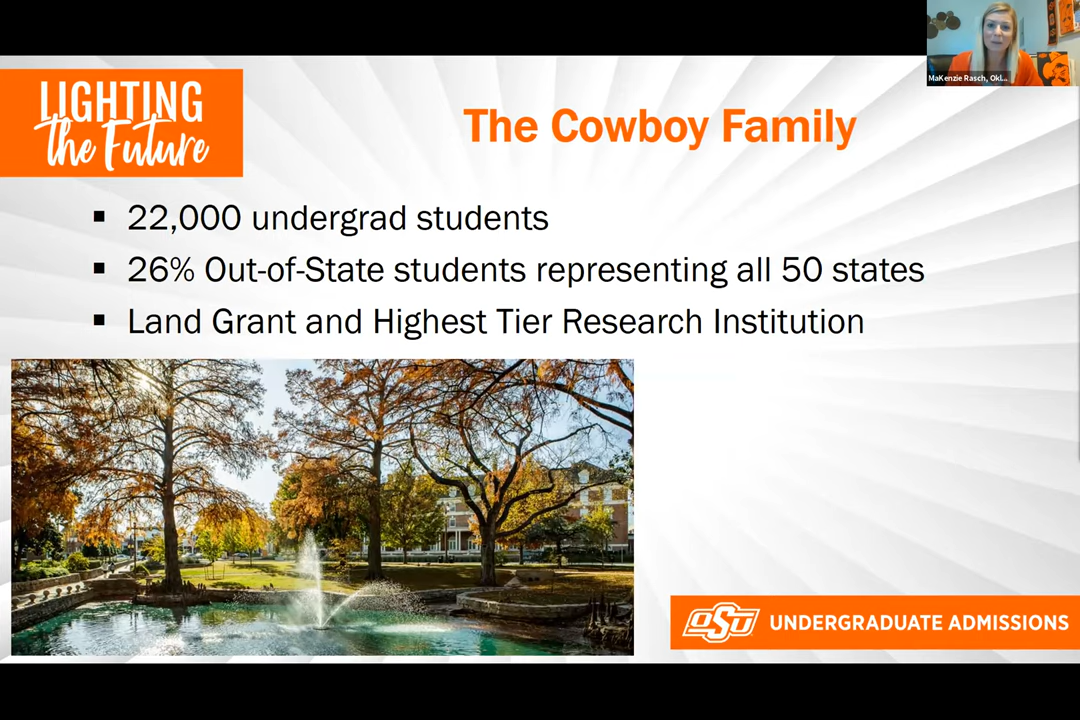 MaKenzie Rasch, Okl...
LIGHTING
the Future
The Cowboy Family
▪ 22,000 undergrad students
▪ 26% Out-of-State students representing all 50 states
▪ Land Grant and Highest Tier Research Institution
OSU UNDERGRADUATE ADMISSIONS